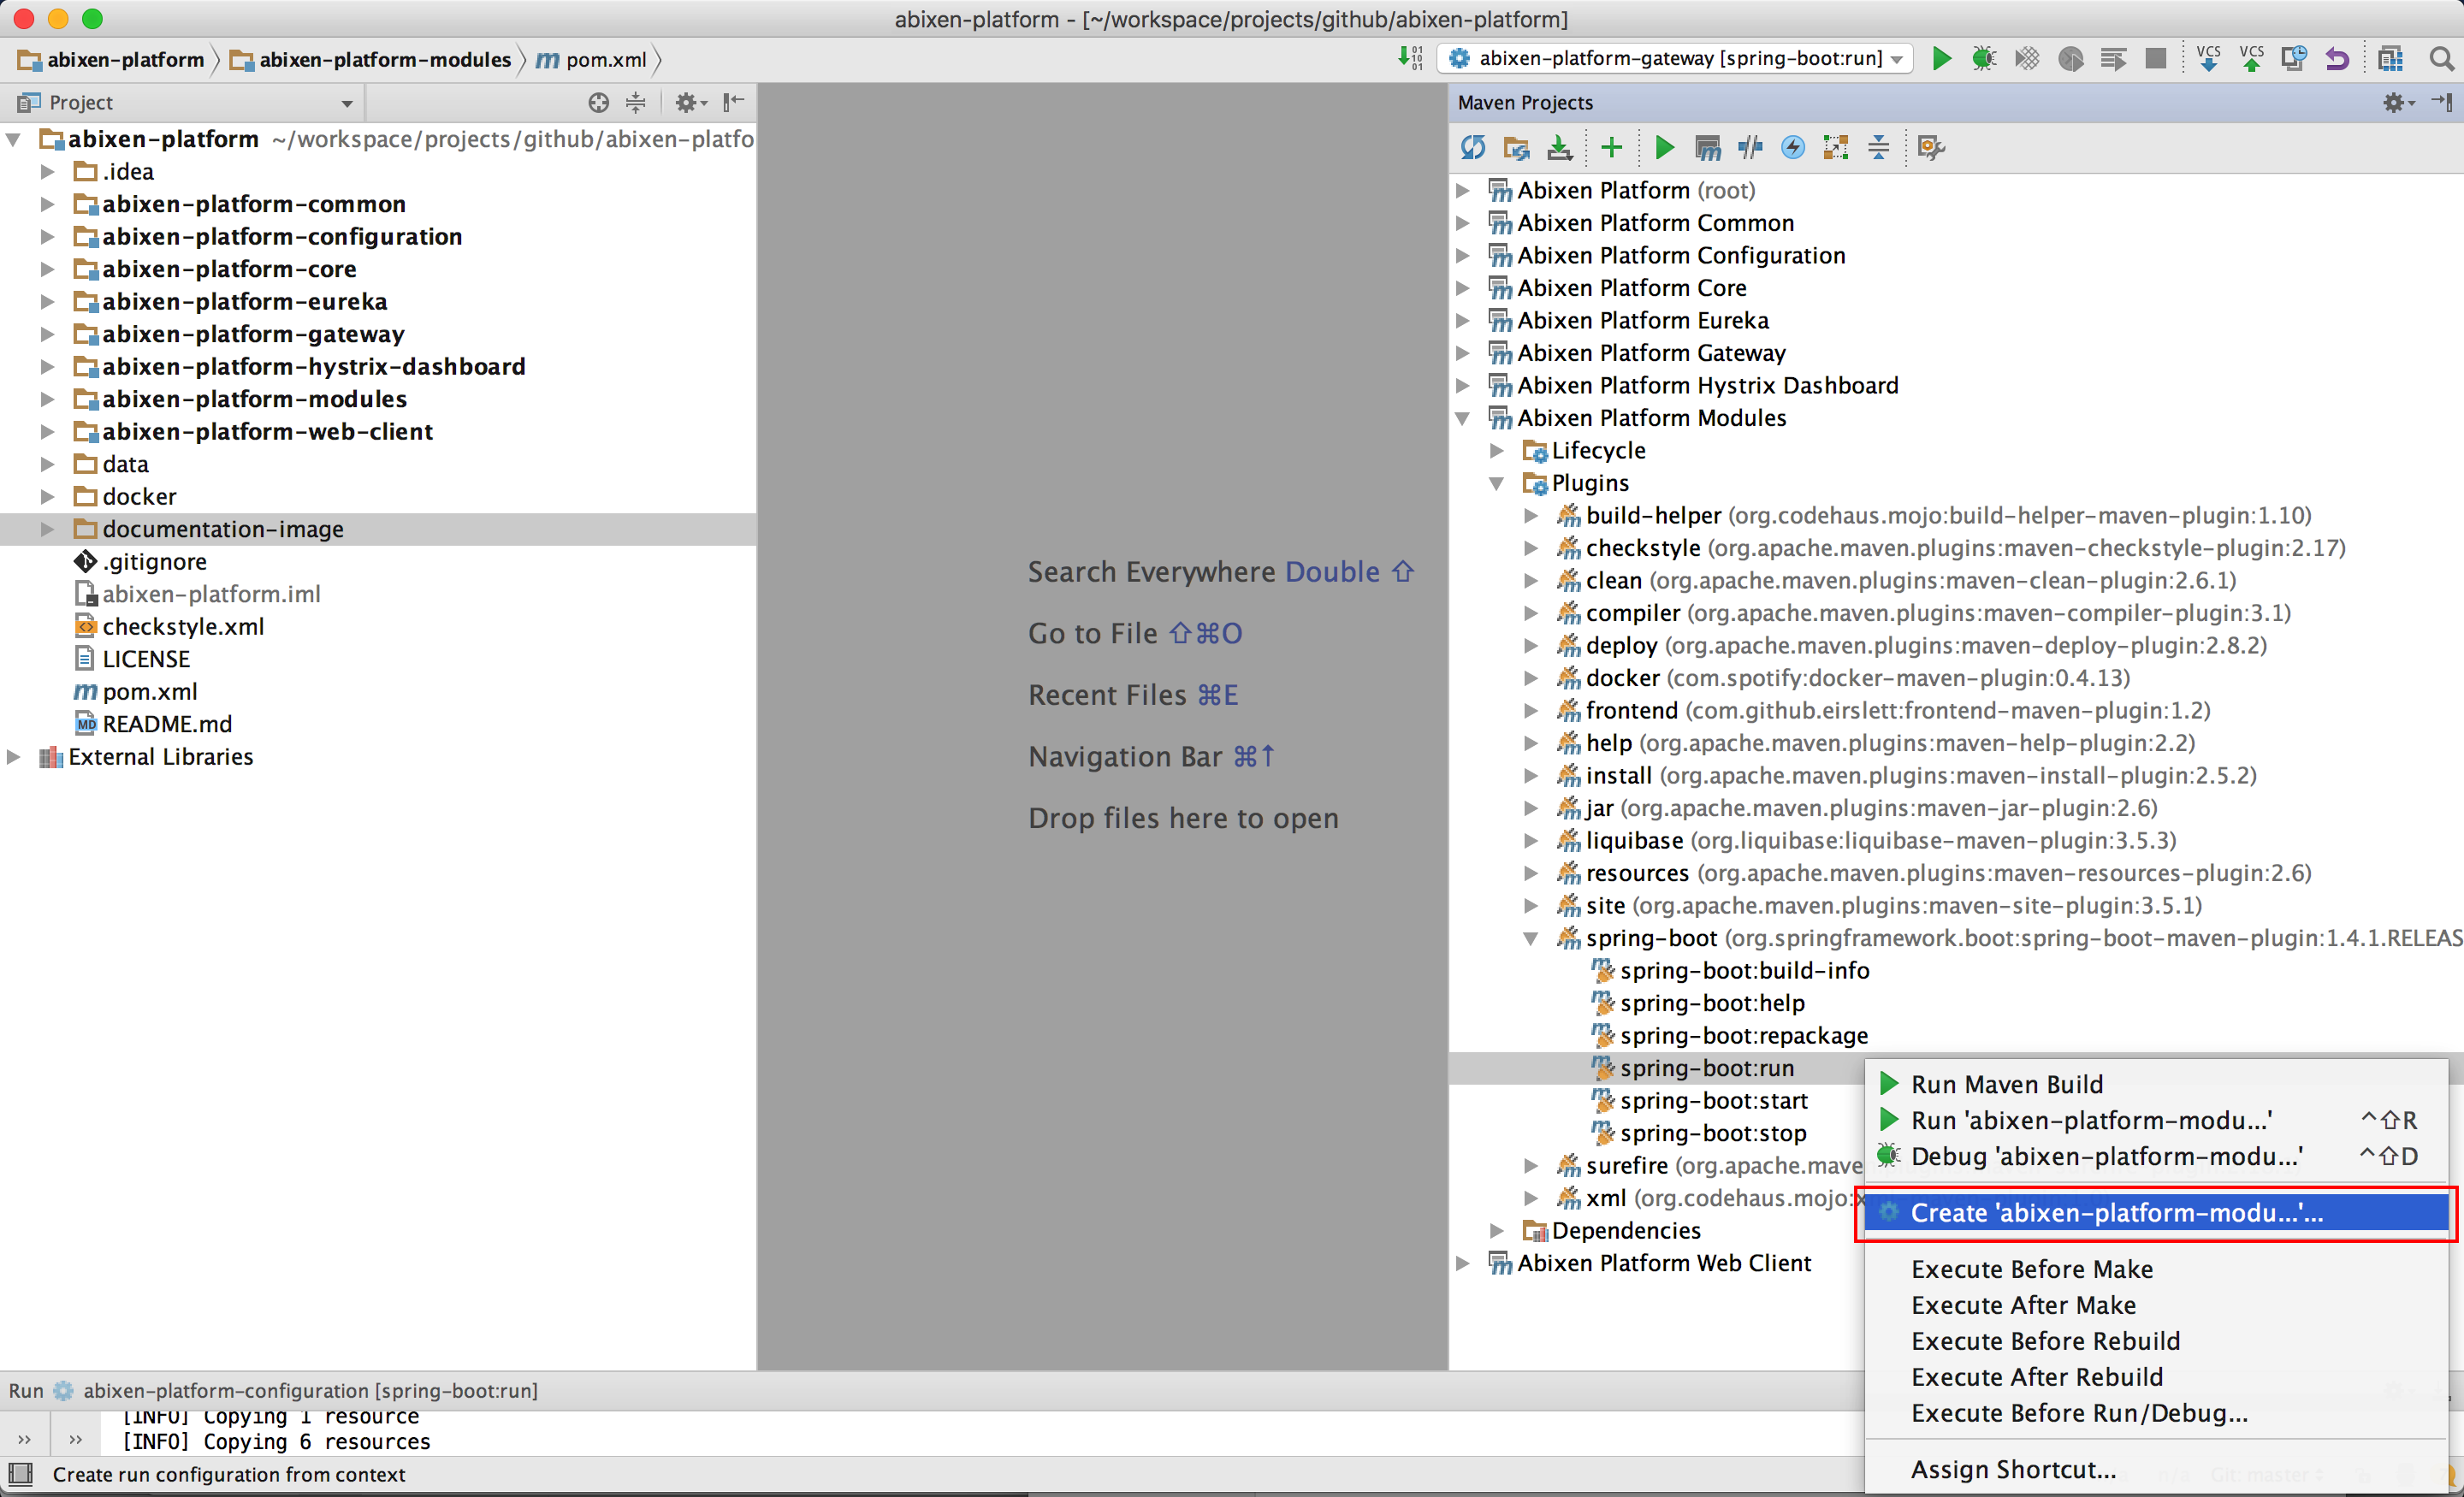 abixen-platform - [~/workspace/projects/github/abixen-platform]
abixen-platform
abixen-platform-modules
pom.xml
abixen-platform-gateway [spring-boot:run]
VCS
VCS
Project
abixen-platform ~/workspace/projects/github/abixen-platfo
.idea
abixen-platform-common
abixen-platform-configuration
abixen-platform-core
abixen-platform-eureka
abixen-platform-gateway
abixen-platform-hystrix-dashboard
abixen-platform-modules
abixen-platform-web-client
data
docker
documentation-image
.gitignore
abixen-platform.iml
checkstyle.xml
LICENSE
pom.xml
README.md
External Libraries
Search Everywhere Double ⇧
Go to File ⇧⌘O
Recent Files ⌘E
Navigation Bar ⌘↑
Drop files here to open
Maven Projects
Abixen Platform (root)
Abixen Platform Common
Abixen Platform Configuration
Abixen Platform Core
Abixen Platform Eureka
Abixen Platform Gateway
Abixen Platform Hystrix Dashboard
Abixen Platform Modules
Lifecycle
Plugins
build-helper (org.codehaus.mojo:build-helper-maven-plugin:1.10)
checkstyle (org.apache.maven.plugins:maven-checkstyle-plugin:2.17)
clean (org.apache.maven.plugins:maven-clean-plugin:2.6.1)
compiler (org.apache.maven.plugins:maven-compiler-plugin:3.1)
deploy (org.apache.maven.plugins:maven-deploy-plugin:2.8.2)
docker (com.spotify:docker-maven-plugin:0.4.13)
frontend (com.github.eirslett:frontend-maven-plugin:1.2)
help (org.apache.maven.plugins:maven-help-plugin:2.2)
install (org.apache.maven.plugins:maven-install-plugin:2.5.2)
jar (org.apache.maven.plugins:maven-jar-plugin:2.6)
liquibase (org.liquibase:liquibase-maven-plugin:3.5.3)
resources (org.apache.maven.plugins:maven-resources-plugin:2.6)
site (org.apache.maven.plugins:maven-site-plugin:3.5.1)
spring-boot (org.springframework.boot:spring-boot-maven-plugin:1.4.1.RELEAS
spring-boot:build-info
spring-boot:help
spring-boot:repackage
spring-boot:run
spring-boot:start
spring-boot:stop
surefire (org.apache.mave
xml (org.codehaus.mojo:x
Dependencies
Abixen Platform Web Client
Run Maven Build
Run 'abixen-platform-modu...' ^⇧R
Debug 'abixen-platform-modu...' ^⇧D
Create 'abixen-platform-modu...'...
Execute Before Make
Execute After Make
Execute Before Rebuild
Execute After Rebuild
Execute Before Run/Debug...
Assign Shortcut...
Run abixen-platform-configuration [spring-boot:run]
[INFO] Copying 1 resource
[INFO] Copying 6 resources
Create run configuration from context